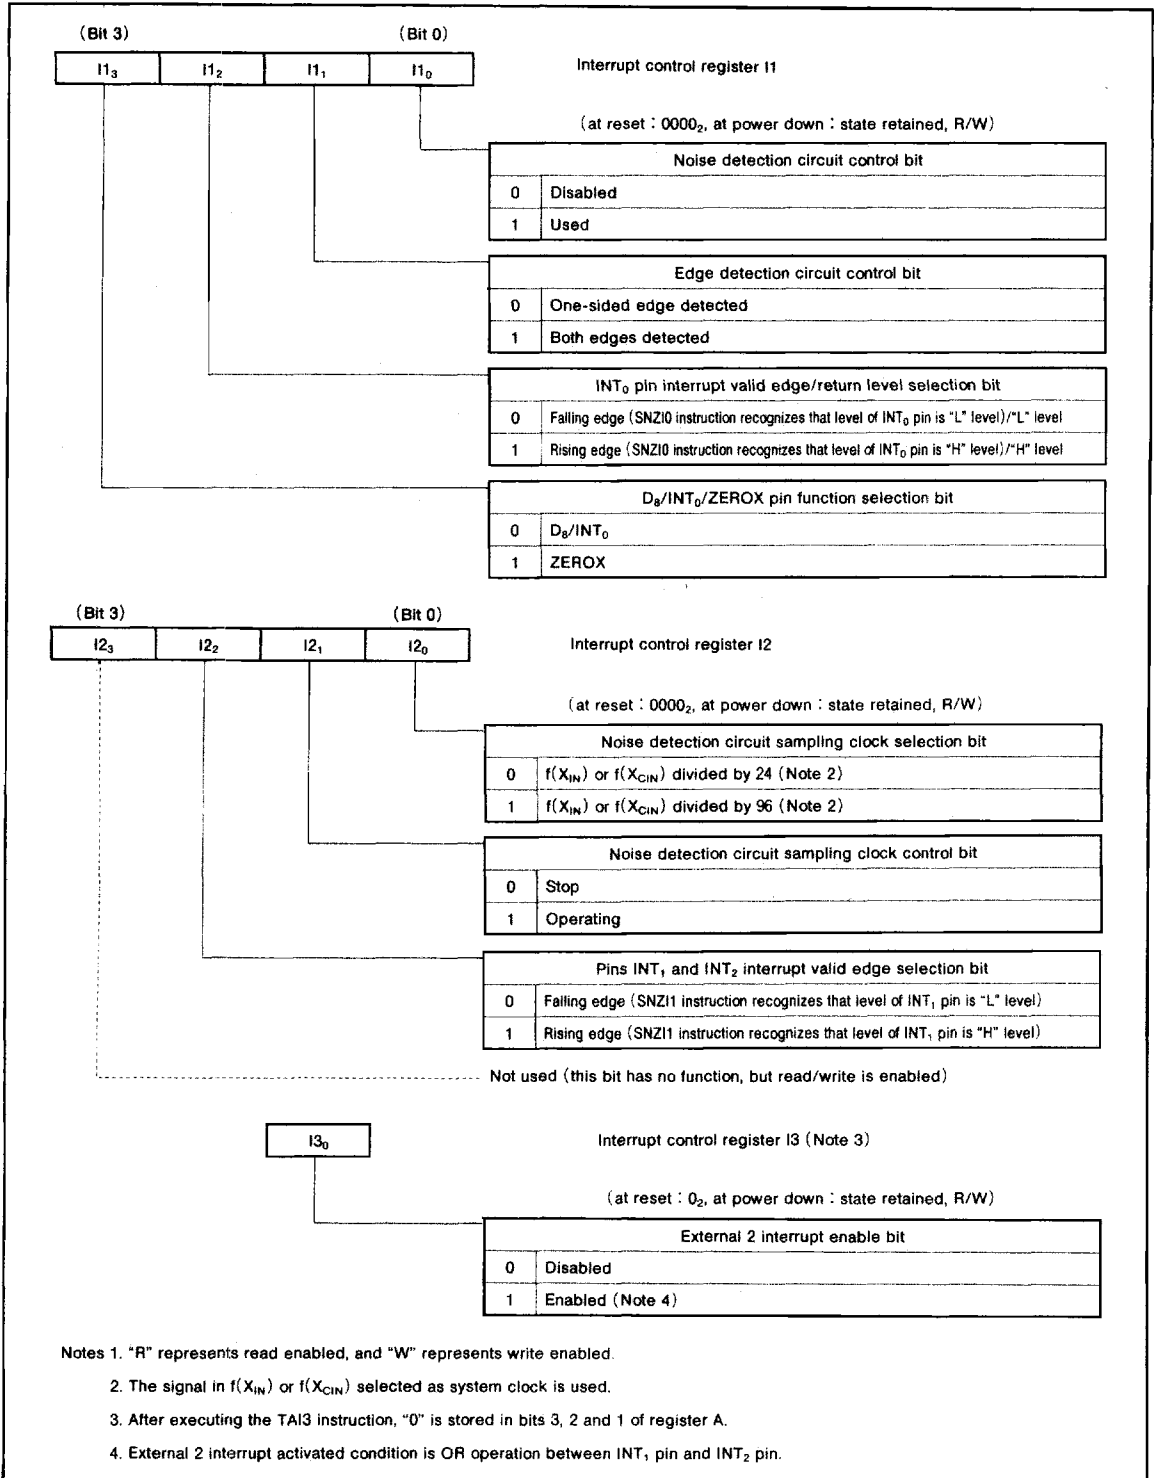 (Bit 3) (Bit 0)
I1₃ I1₂ I1₁ I1₀ Interrupt control register I1
(at reset : 0000₂, at power down : state retained, R/W)
Noise detection circuit control bit
0 Disabled
1 Used
Edge detection circuit control bit
0 One-sided edge detected
1 Both edges detected
INT₀ pin interrupt valid edge/return level selection bit
0 Falling edge (SNZI0 instruction recognizes that level of INT₀ pin is "L" level)/"L" level
1 Rising edge (SNZI0 instruction recognizes that level of INT₀ pin is "H" level)/"H" level
D₈/INT₀/ZEROX pin function selection bit
0 D₈/INT₀
1 ZEROX
(Bit 3) (Bit 0)
I2₃ I2₂ I2₁ I2₀ Interrupt control register I2
(at reset : 0000₂, at power down : state retained, R/W)
Noise detection circuit sampling clock selection bit
0 f(X_IN) or f(X_CIN) divided by 24 (Note 2)
1 f(X_IN) or f(X_CIN) divided by 96 (Note 2)
Noise detection circuit sampling clock control bit
0 Stop
1 Operating
Pins INT₁ and INT₂ interrupt valid edge selection bit
0 Falling edge (SNZI1 instruction recognizes that level of INT₁ pin is "L" level)
1 Rising edge (SNZI1 instruction recognizes that level of INT₁ pin is "H" level)
Not used (this bit has no function, but read/write is enabled)
I3₀ Interrupt control register I3 (Note 3)
(at reset : 0₂, at power down : state retained, R/W)
External 2 interrupt enable bit
0 Disabled
1 Enabled (Note 4)
Notes 1. "R" represents read enabled, and "W" represents write enabled.
2. The signal in f(X_IN) or f(X_CIN) selected as system clock is used.
3. After executing the TAI3 instruction, "0" is stored in bits 3, 2 and 1 of register A.
4. External 2 interrupt activated condition is OR operation between INT₁ pin and INT₂ pin.